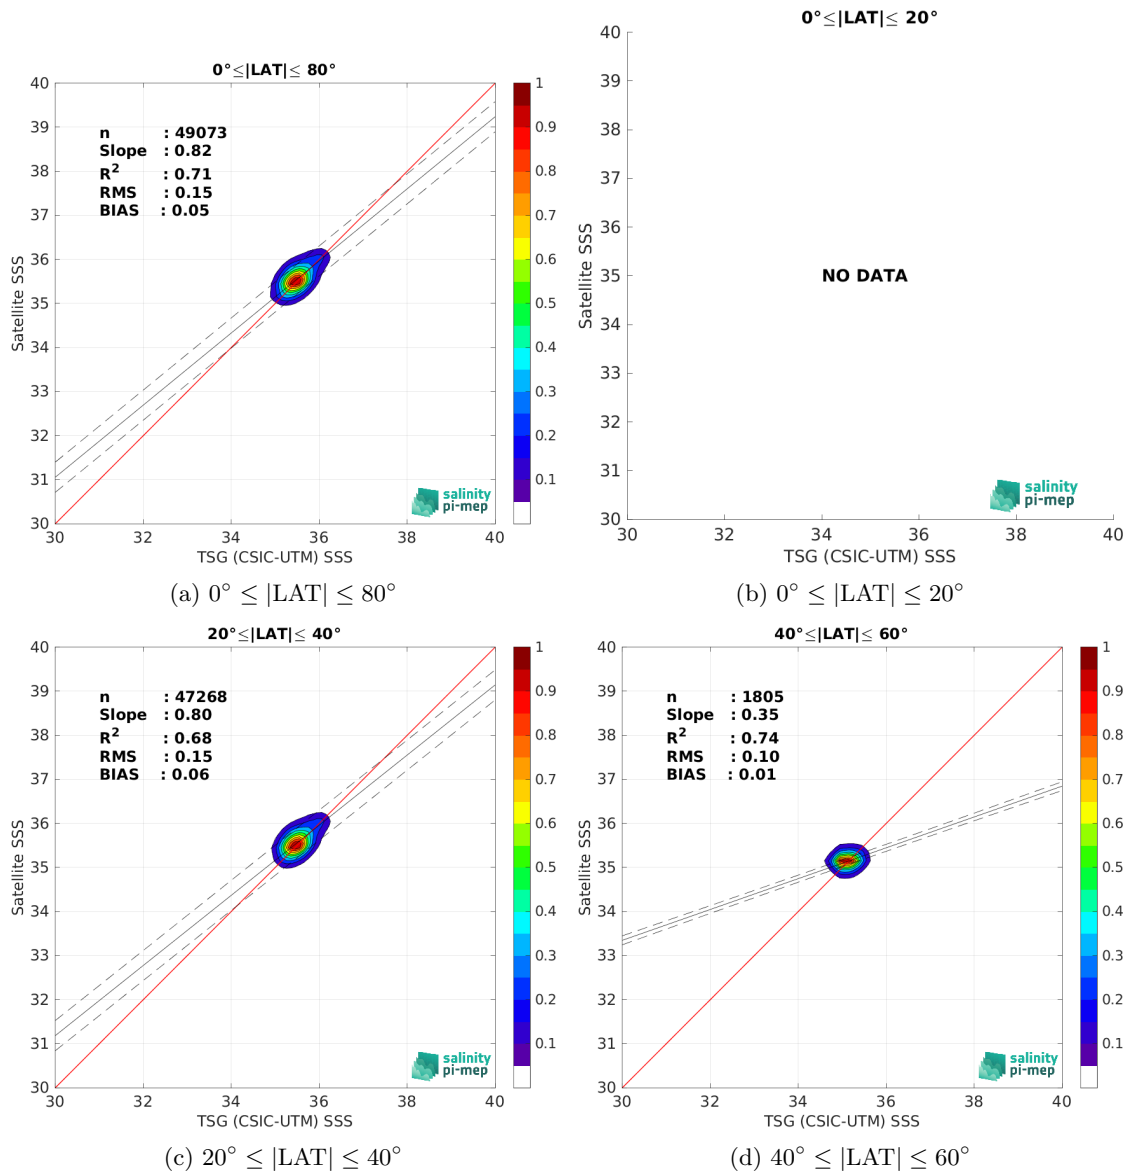 0°≤|LAT|≤ 80°
n : 49073
Slope : 0.82
R² : 0.71
RMS : 0.15
BIAS : 0.05
Satellite SSS
40
39
38
37
36
35
34
33
32
31
30
30 32 34 36 38 40
TSG (CSIC-UTM) SSS
1
0.9
0.8
0.7
0.6
0.5
0.4
0.3
0.2
0.1
salinity
pi-mep
(a) 0° ≤ |LAT| ≤ 80°
0°≤|LAT|≤ 20°
NO DATA
Satellite SSS
40
39
38
37
36
35
34
33
32
31
30
30 32 34 36 38 40
TSG (CSIC-UTM) SSS
salinity
pi-mep
(b) 0° ≤ |LAT| ≤ 20°
20°≤|LAT|≤ 40°
n : 47268
Slope : 0.80
R² : 0.68
RMS : 0.15
BIAS : 0.06
Satellite SSS
40
39
38
37
36
35
34
33
32
31
30
30 32 34 36 38 40
TSG (CSIC-UTM) SSS
1
0.9
0.8
0.7
0.6
0.5
0.4
0.3
0.2
0.1
salinity
pi-mep
(c) 20° ≤ |LAT| ≤ 40°
40°≤|LAT|≤ 60°
n : 1805
Slope : 0.35
R² : 0.74
RMS : 0.10
BIAS : 0.01
Satellite SSS
40
39
38
37
36
35
34
33
32
31
30
30 32 34 36 38 40
TSG (CSIC-UTM) SSS
1
0.9
0.8
0.7
0.6
0.5
0.4
0.3
0.2
0.1
salinity
pi-mep
(d) 40° ≤ |LAT| ≤ 60°